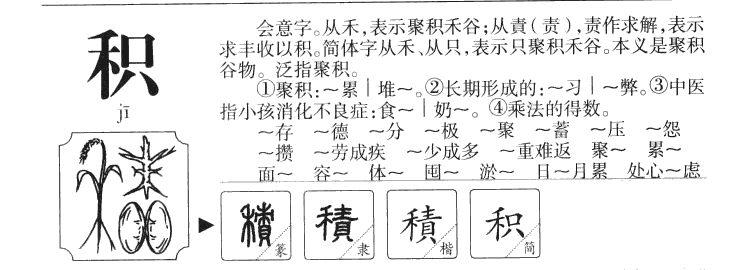 积
jī
会意字。从禾,表示聚积禾谷;从責(责),责作求解,表示
求丰收以积。简体字从禾、从只,表示只聚积禾谷。本义是聚积
谷物。泛指聚积。
①聚积:～累|堆～。②长期形成的:～习|～弊。③中医
指小孩消化不良症:食～|奶～。④乘法的得数。
～存 ～德 ～分 ～极 ～聚 ～蓄 ～压 ～怨
～攒 ～劳成疾 ～少成多 ～重难返 聚～ 累～
面～ 容～ 体～ 囤～ 淤～ 日～月累 处心～虑
積 篆 積 隶 積 楷 积 简